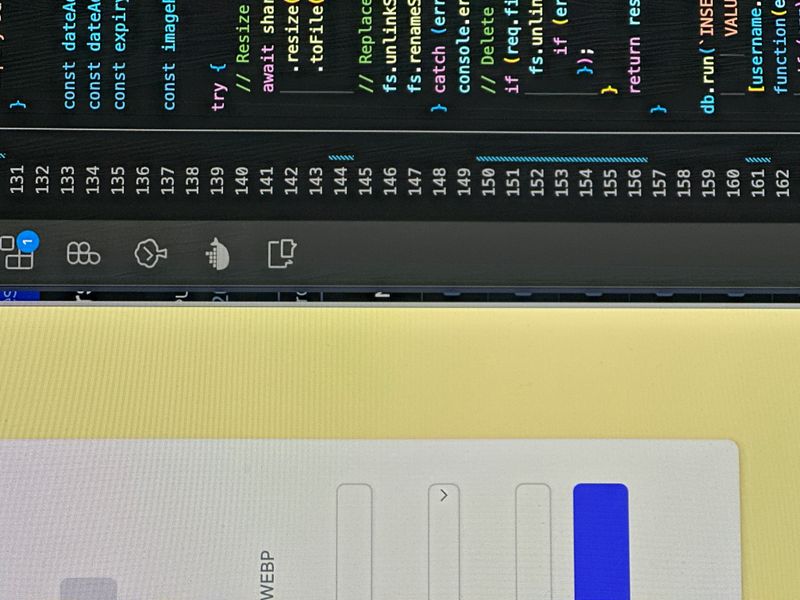 131 }
132
133 const dateA
134 const dateA
135 const expiry
136
137 const image
138
139 try {
140 // Resize
141 await shar
142 .resize(
143 .toFile(
144
145 // Replace
146 fs.unlinkS
147 fs.renameS
148 } catch (err
149 console.er
150 // Delete
151 if (req.fi
152 fs.unlin
153 if (er
154 });
155 }
156 return res
157 }
158
159 db.run(`INSE
160 VALU
161 [username.
162 function(e
1
WEBP